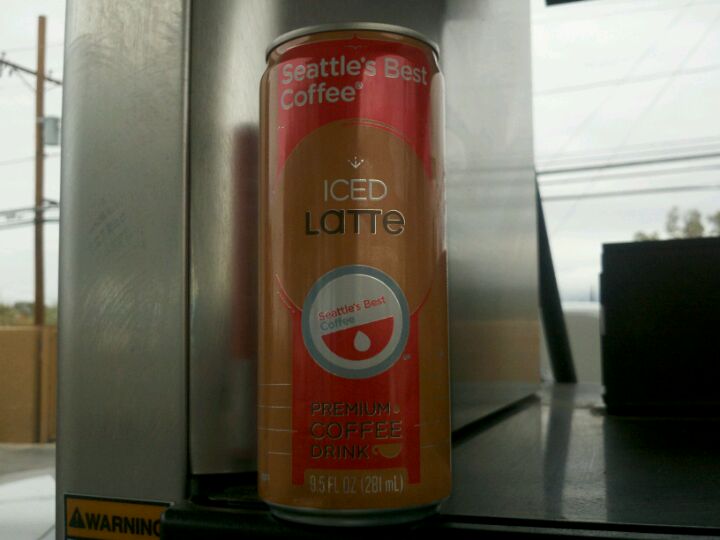 Seattle's Best
Coffee®
ICED
LaTTe
Seattle's Best
Coffee
PREMIUM
COFFEE
DRINK
9.5 FL OZ (281 mL)
WARNING